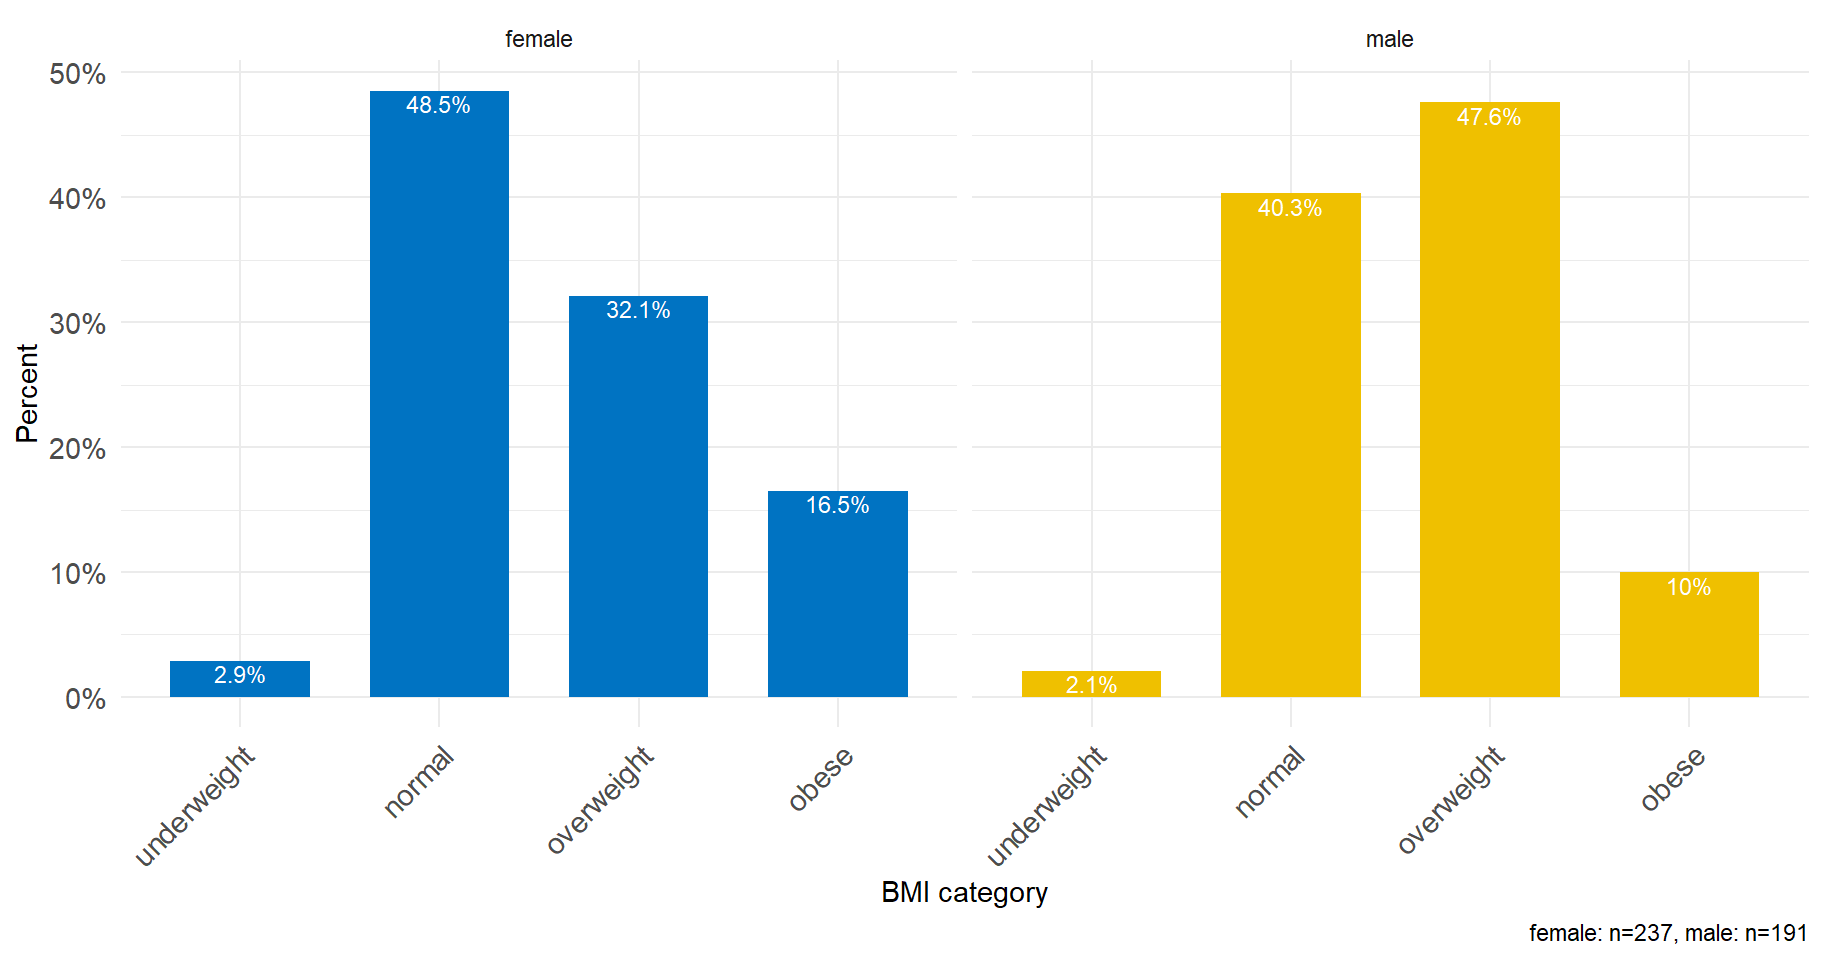 female
male
50%
40%
30%
20%
10%
0%
Percent
48.5%
32.1%
16.5%
2.9%
47.6%
40.3%
10%
2.1%
underweight
normal
overweight
obese
underweight
normal
overweight
obese
BMI category
female: n=237, male: n=191